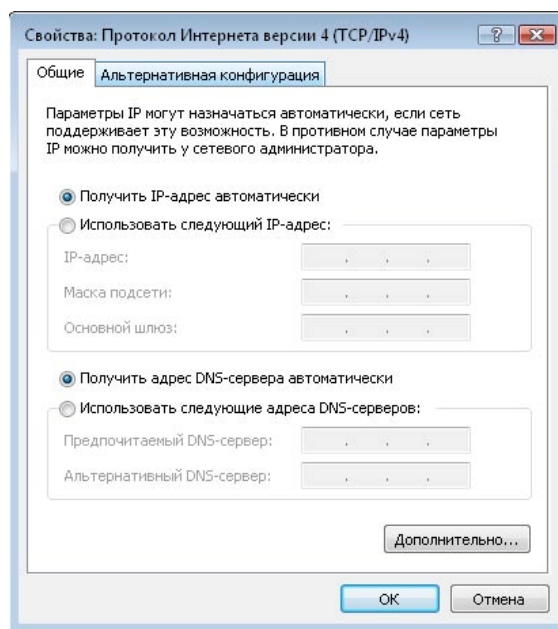 Свойства: Протокол Интернета версии 4 (TCP/IPv4)
?
Общие
Альтернативная конфигурация
Параметры IP могут назначаться автоматически, если сеть
поддерживает эту возможность. В противном случае параметры
IP можно получить у сетевого администратора.
Получить IP-адрес автоматически
Использовать следующий IP-адрес:
IP-адрес:
Маска подсети:
Основной шлюз:
Получить адрес DNS-сервера автоматически
Использовать следующие адреса DNS-серверов:
Предпочитаемый DNS-сервер:
Альтернативный DNS-сервер:
Дополнительно...
ОК
Отмена